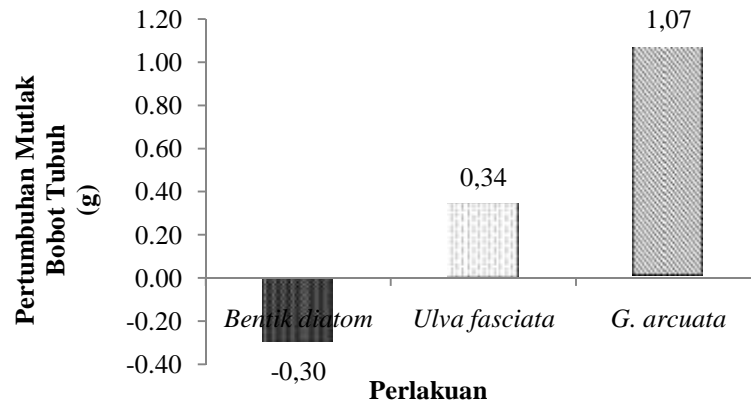 Pertumbuhan Mutlak
Bobot Tubuh
(g)
1.20
1.00
0.80
0.60
0.40
0.20
0.00
-0.20
-0.40
1,07
0,34
-0,30
Bentik diatom
Ulva fasciata
G. arcuata
Perlakuan